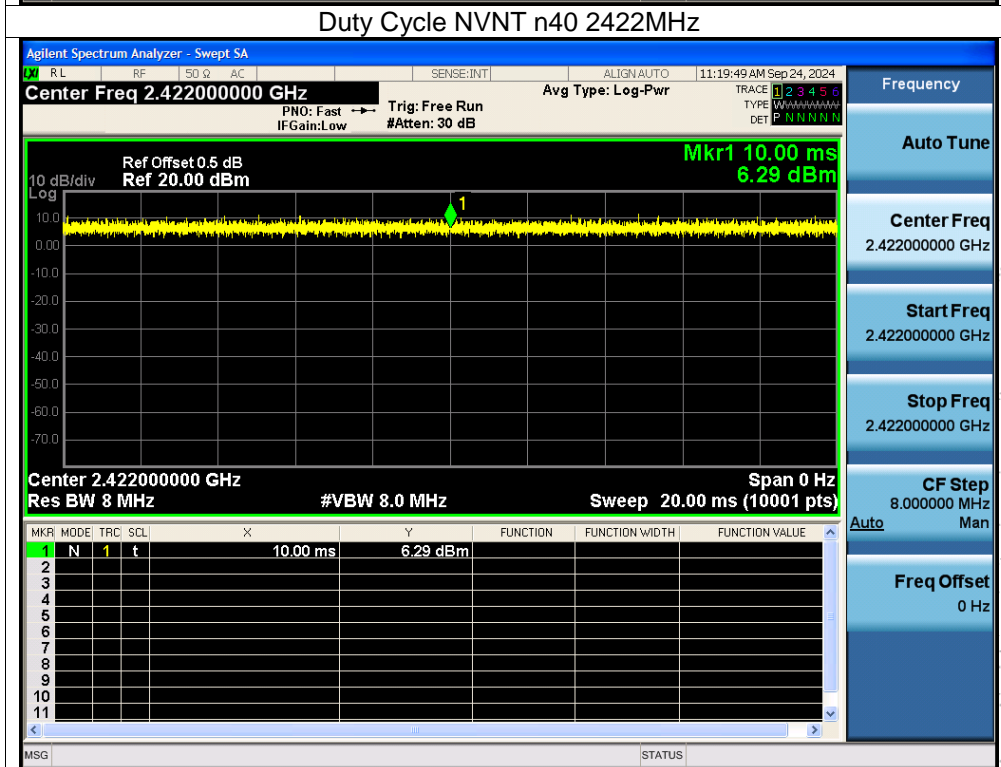 Duty Cycle NVNT n40 2422MHz
Agilent Spectrum Analyzer - Swept SA
LXI RL RF 50 Ω AC SENSE:INT ALIGN AUTO 11:19:49 AM Sep 24, 2024
Center Freq 2.422000000 GHz
PNO: Fast
IFGain:Low
Trig: Free Run
#Atten: 30 dB
Avg Type: Log-Pwr
TRACE 1 2 3 4 5 6
TYPE WWWWWW
DET P N N N N N
Mkr1 10.00 ms
6.29 dBm
Ref Offset 0.5 dB
10 dB/div Ref 20.00 dBm
Log
1
10.0
0.00
-10.0
-20.0
-30.0
-40.0
-50.0
-60.0
-70.0
Center 2.422000000 GHz Span 0 Hz
Res BW 8 MHz #VBW 8.0 MHz Sweep 20.00 ms (10001 pts)
MKR MODE TRC SCL X Y FUNCTION FUNCTION WIDTH FUNCTION VALUE
1 N 1 t 10.00 ms 6.29 dBm
2
3
4
5
6
7
8
9
10
11
MSG STATUS
Frequency
Auto Tune
Center Freq
2.422000000 GHz
Start Freq
2.422000000 GHz
Stop Freq
2.422000000 GHz
CF Step
8.000000 MHz
Auto Man
Freq Offset
0 Hz